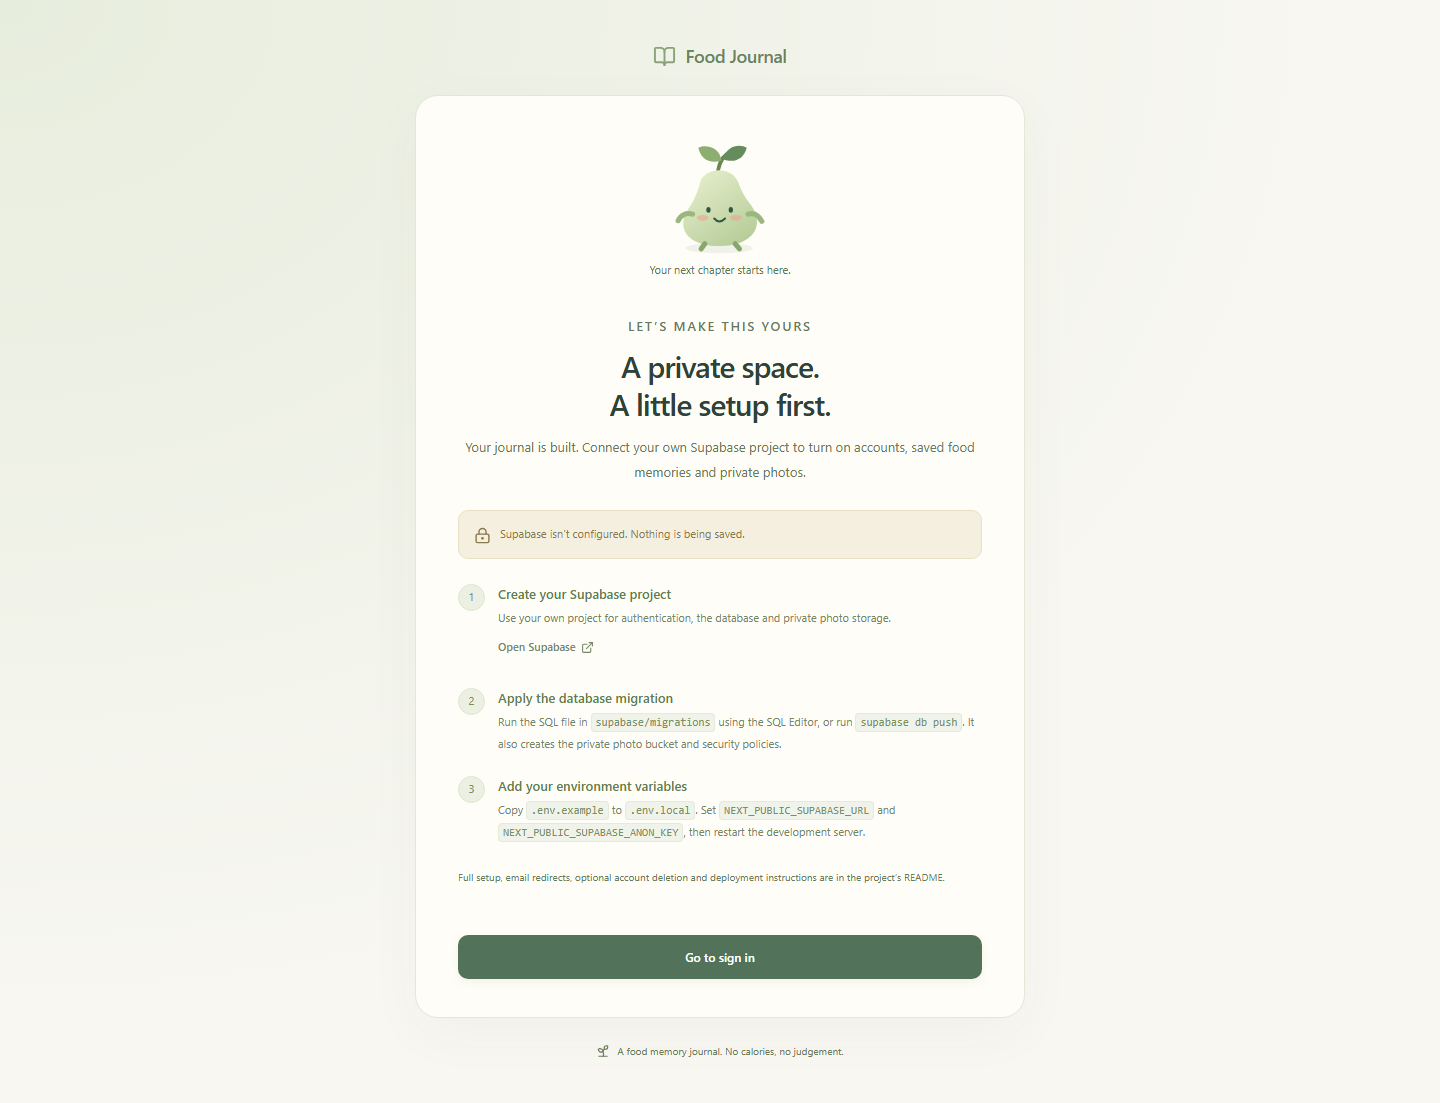 Food Journal
Your next chapter starts here.
LET'S MAKE THIS YOURS
A private space.
A little setup first.
Your journal is built. Connect your own Supabase project to turn on accounts, saved food
memories and private photos.
Supabase isn't configured. Nothing is being saved.
1 Create your Supabase project
Use your own project for authentication, the database and private photo storage.
Open Supabase
2 Apply the database migration
Run the SQL file in supabase/migrations using the SQL Editor, or run supabase db push. It
also creates the private photo bucket and security policies.
3 Add your environment variables
Copy .env.example to .env.local. Set NEXT_PUBLIC_SUPABASE_URL and
NEXT_PUBLIC_SUPABASE_ANON_KEY, then restart the development server.
Full setup, email redirects, optional account deletion and deployment instructions are in the project's README.
Go to sign in
A food memory journal. No calories, no judgement.